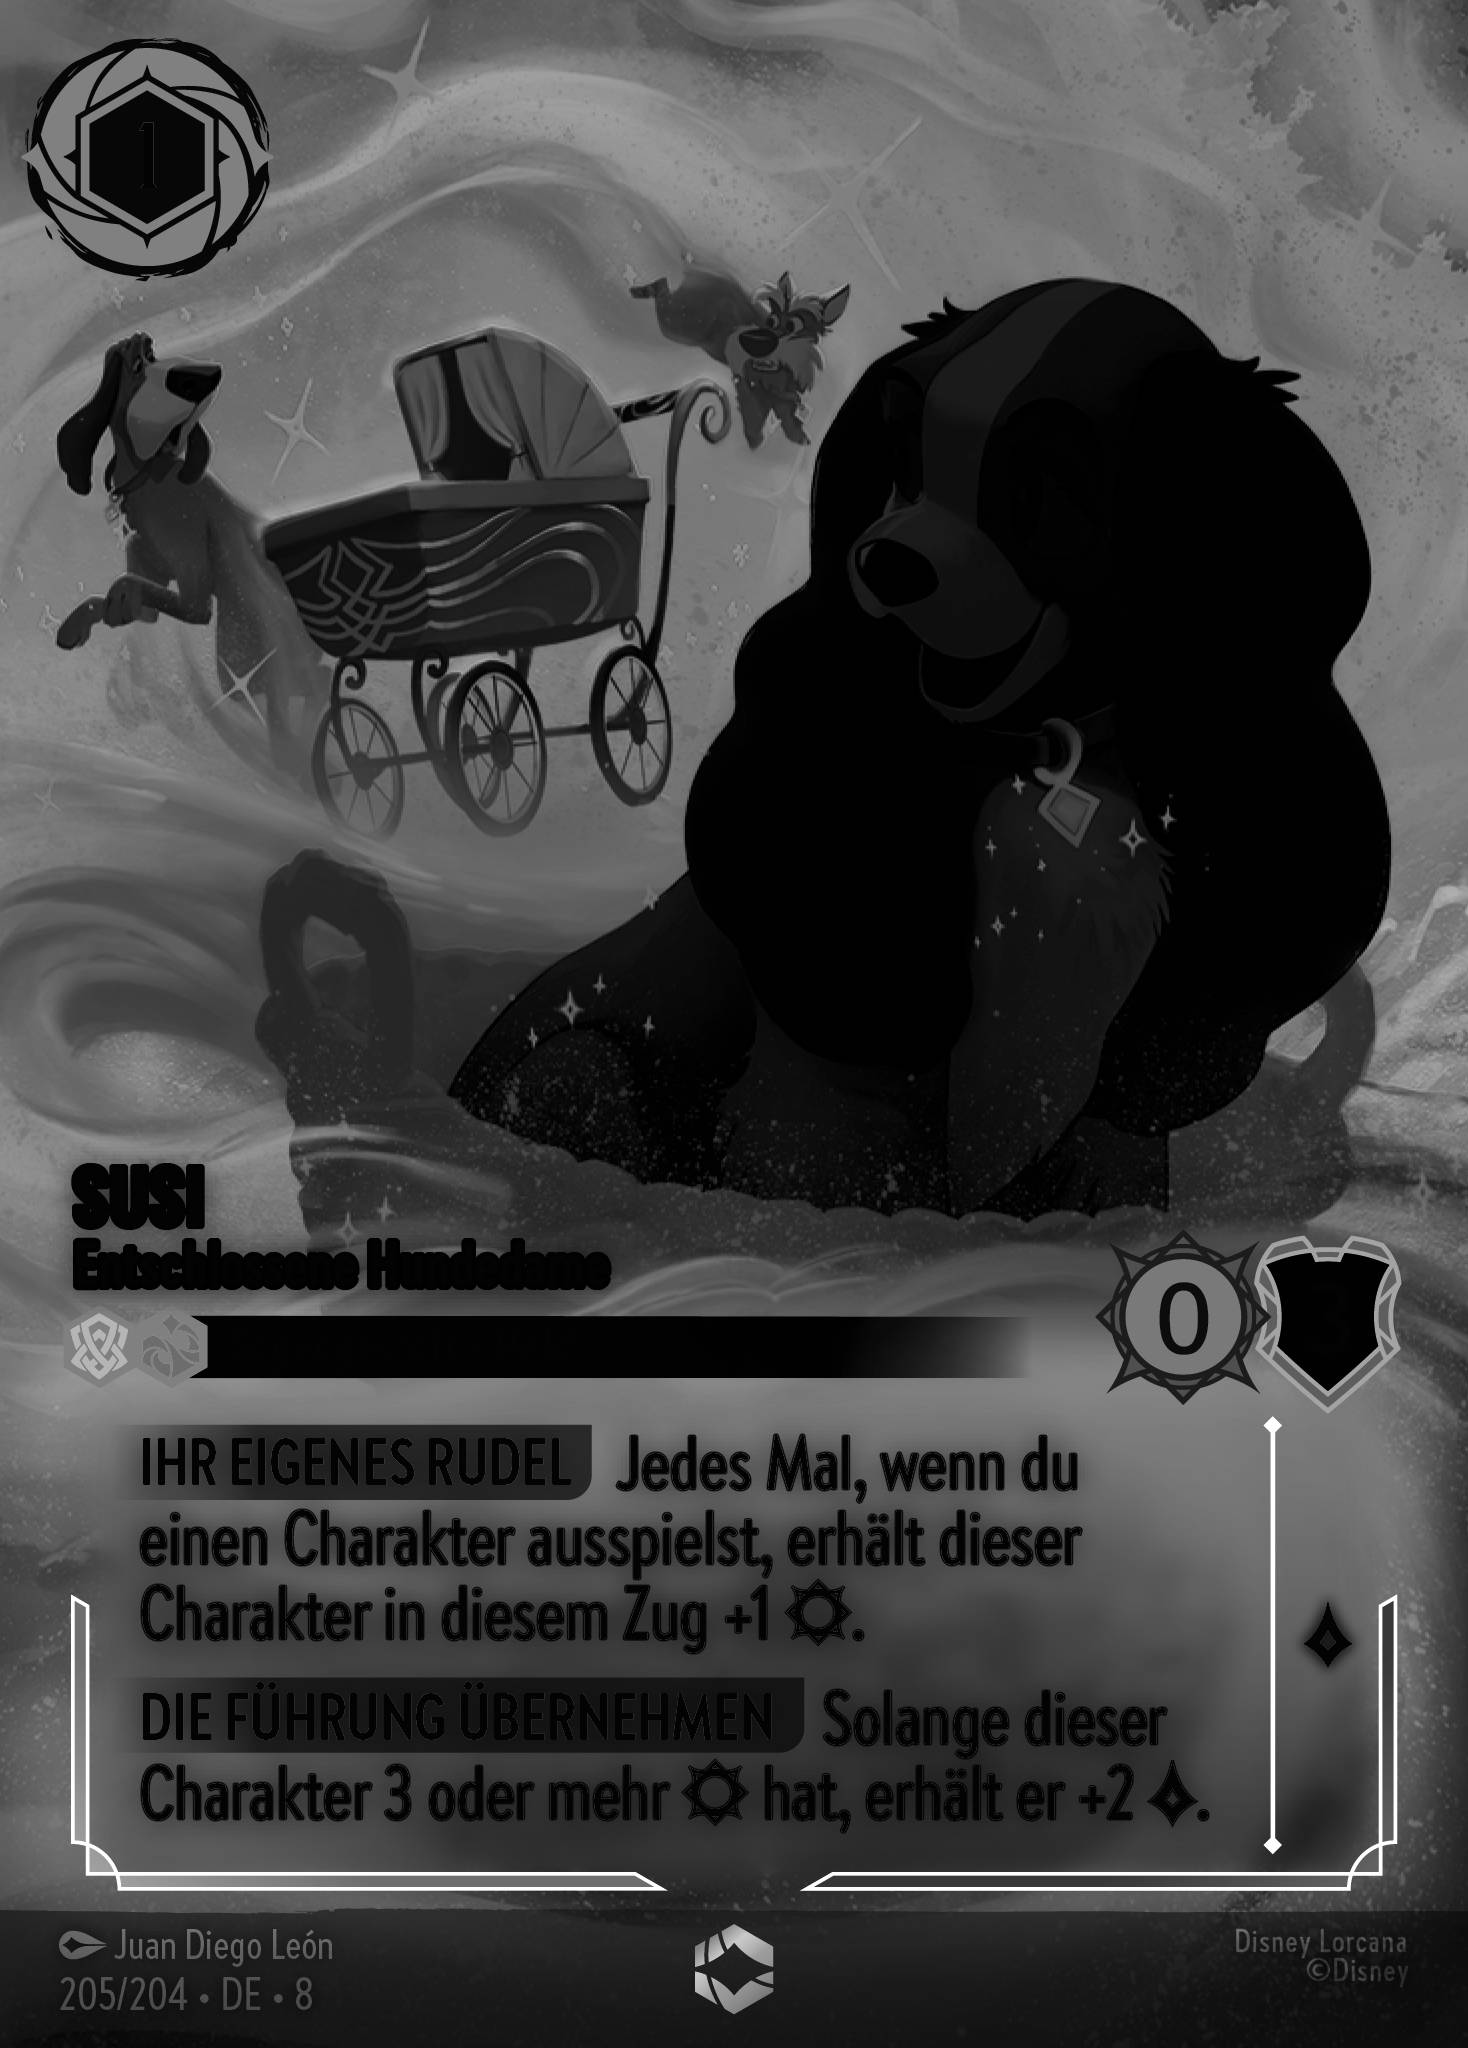 1
SUSI
Entschlossene Hundedame
0 3
IHR EIGENES RUDEL Jedes Mal, wenn du
einen Charakter ausspielst, erhält dieser
Charakter in diesem Zug +1 .
DIE FÜHRUNG ÜBERNEHMEN Solange dieser
Charakter 3 oder mehr hat, erhält er +2 .
Juan Diego León
205/204 • DE • 8
Disney Lorcana
©Disney